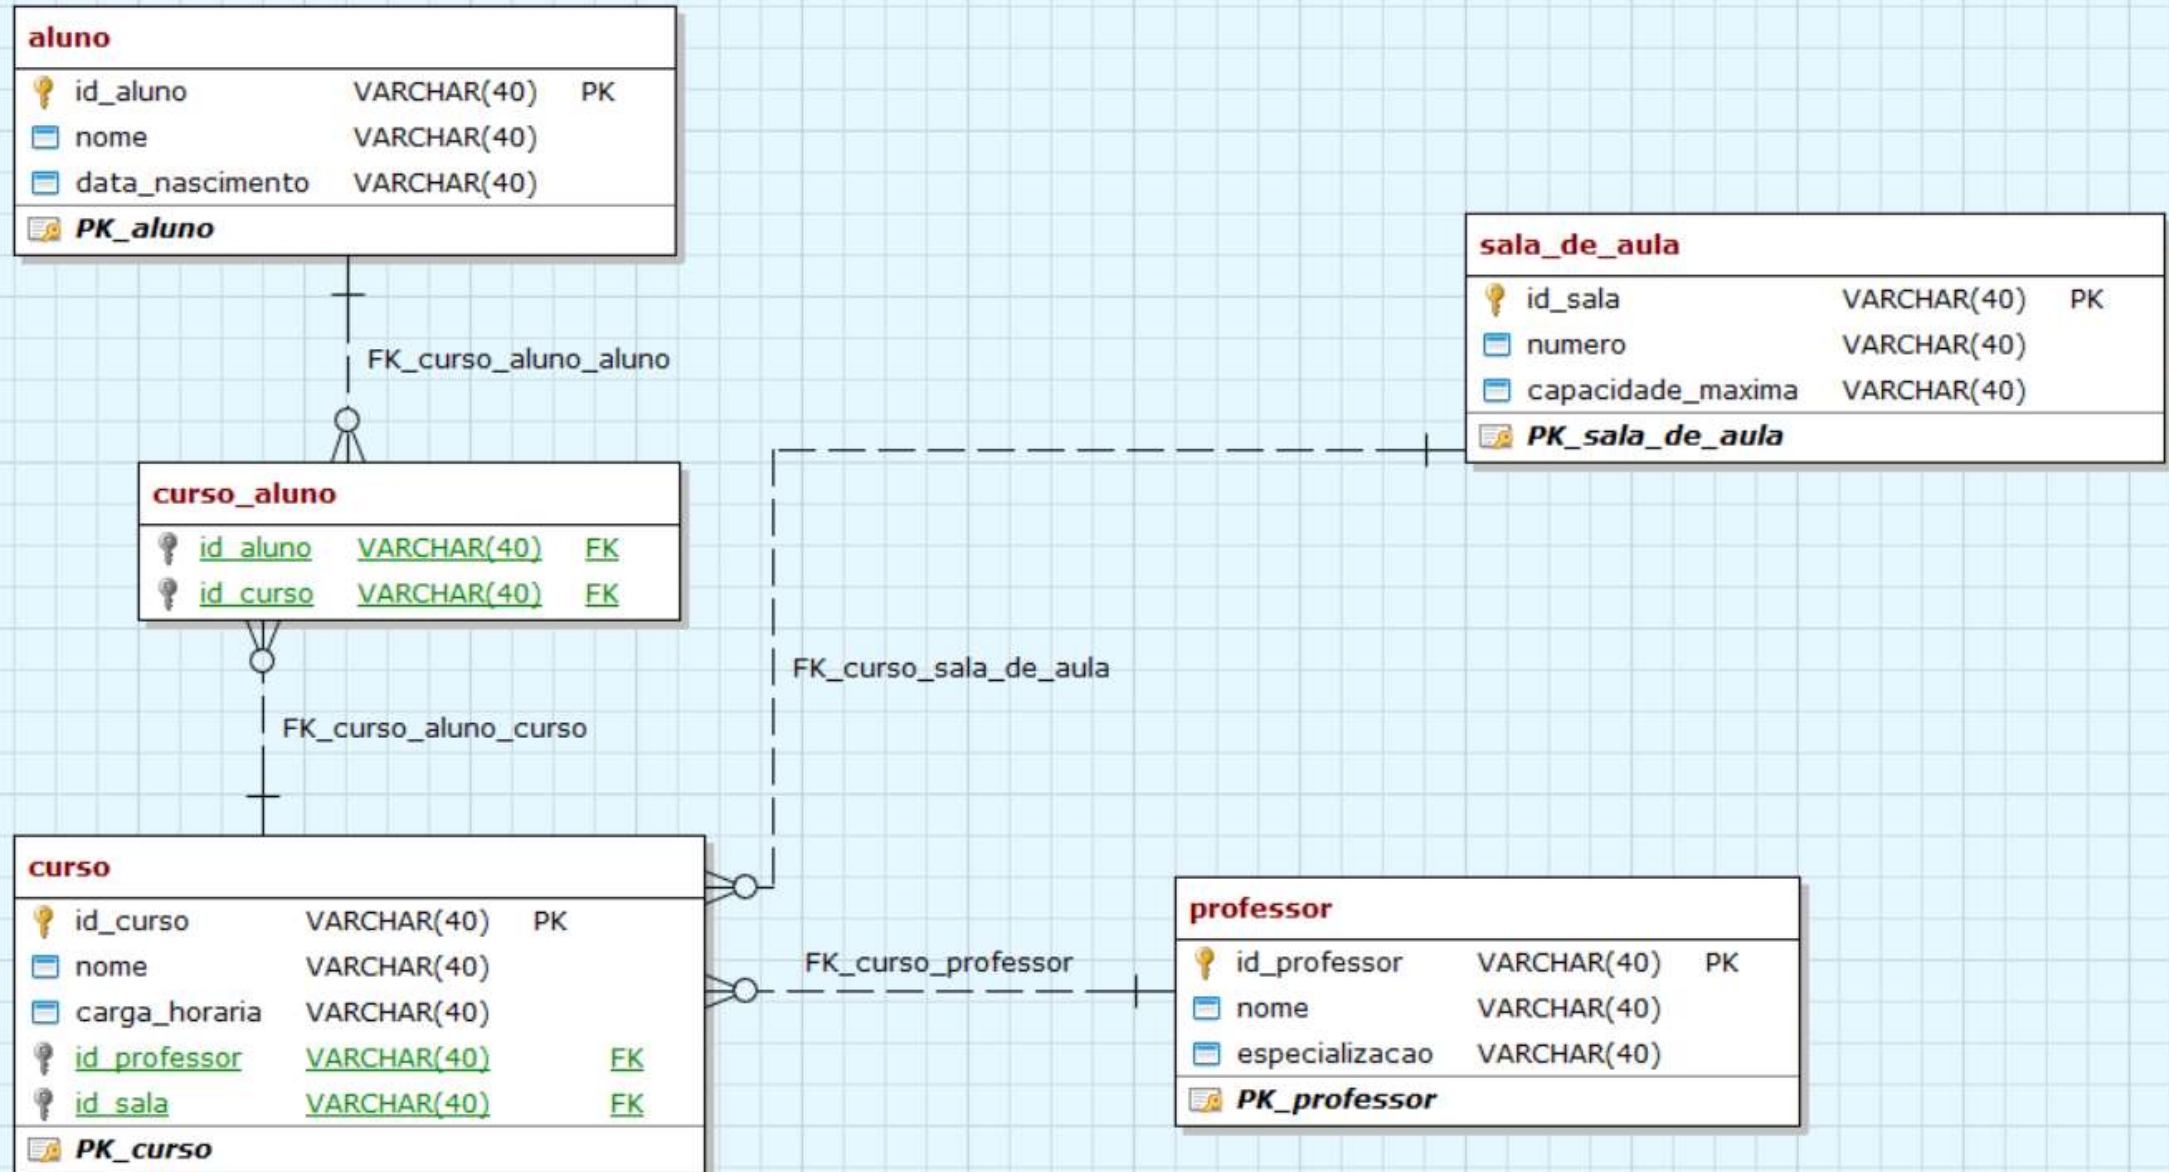 aluno
id_aluno VARCHAR(40) PK
nome VARCHAR(40)
data_nascimento VARCHAR(40)
PK_aluno
FK_curso_aluno_aluno
sala_de_aula
id_sala VARCHAR(40) PK
numero VARCHAR(40)
capacidade_maxima VARCHAR(40)
PK_sala_de_aula
curso_aluno
id_aluno VARCHAR(40) FK
id_curso VARCHAR(40) FK
FK_curso_sala_de_aula
FK_curso_aluno_curso
curso
id_curso VARCHAR(40) PK
nome VARCHAR(40)
carga_horaria VARCHAR(40)
id_professor VARCHAR(40) FK
id_sala VARCHAR(40) FK
PK_curso
FK_curso_professor
professor
id_professor VARCHAR(40) PK
nome VARCHAR(40)
especializacao VARCHAR(40)
PK_professor